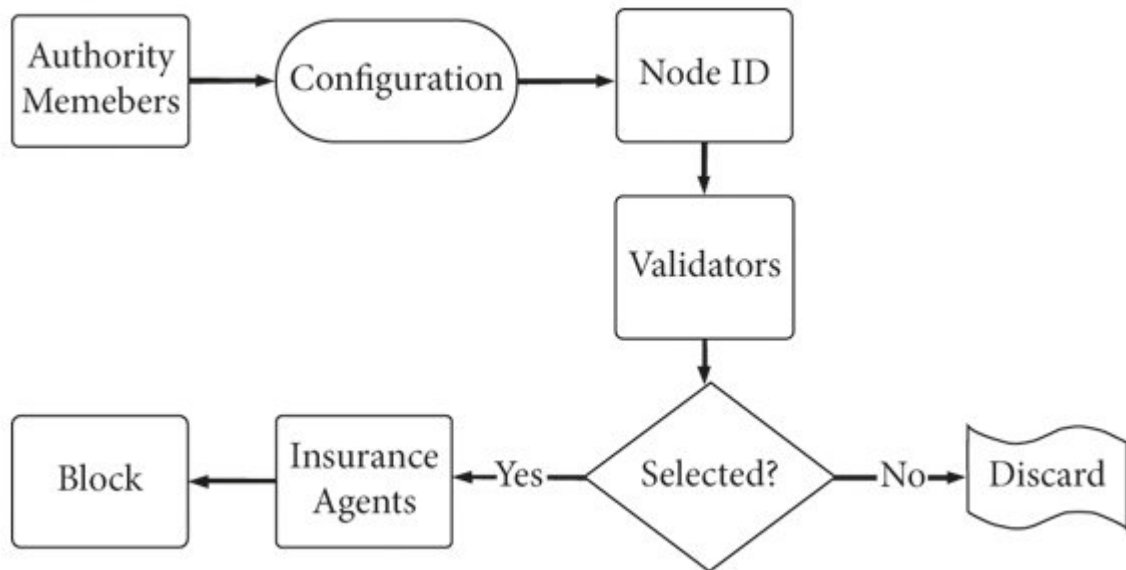 Authority
Memebers
Configuration
Node ID
Validators
Block
Insurance
Agents
Yes
Selected?
No
Discard